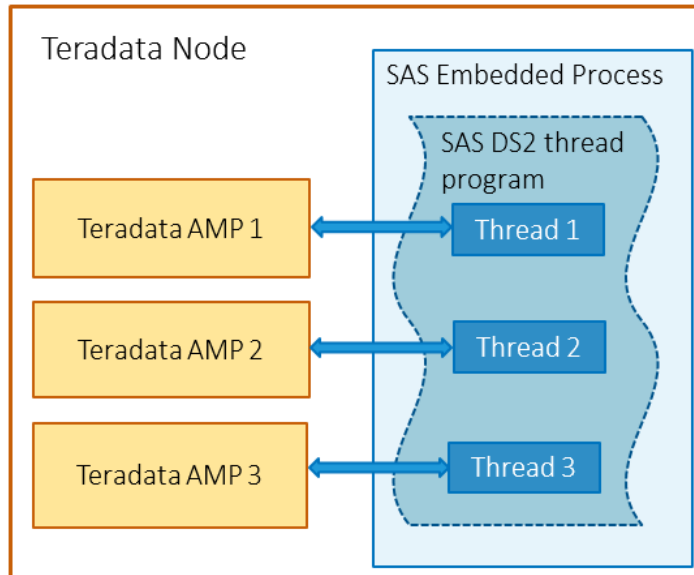 Teradata Node
SAS Embedded Process
SAS DS2 thread
program
Teradata AMP 1
Thread 1
Teradata AMP 2
Thread 2
Teradata AMP 3
Thread 3